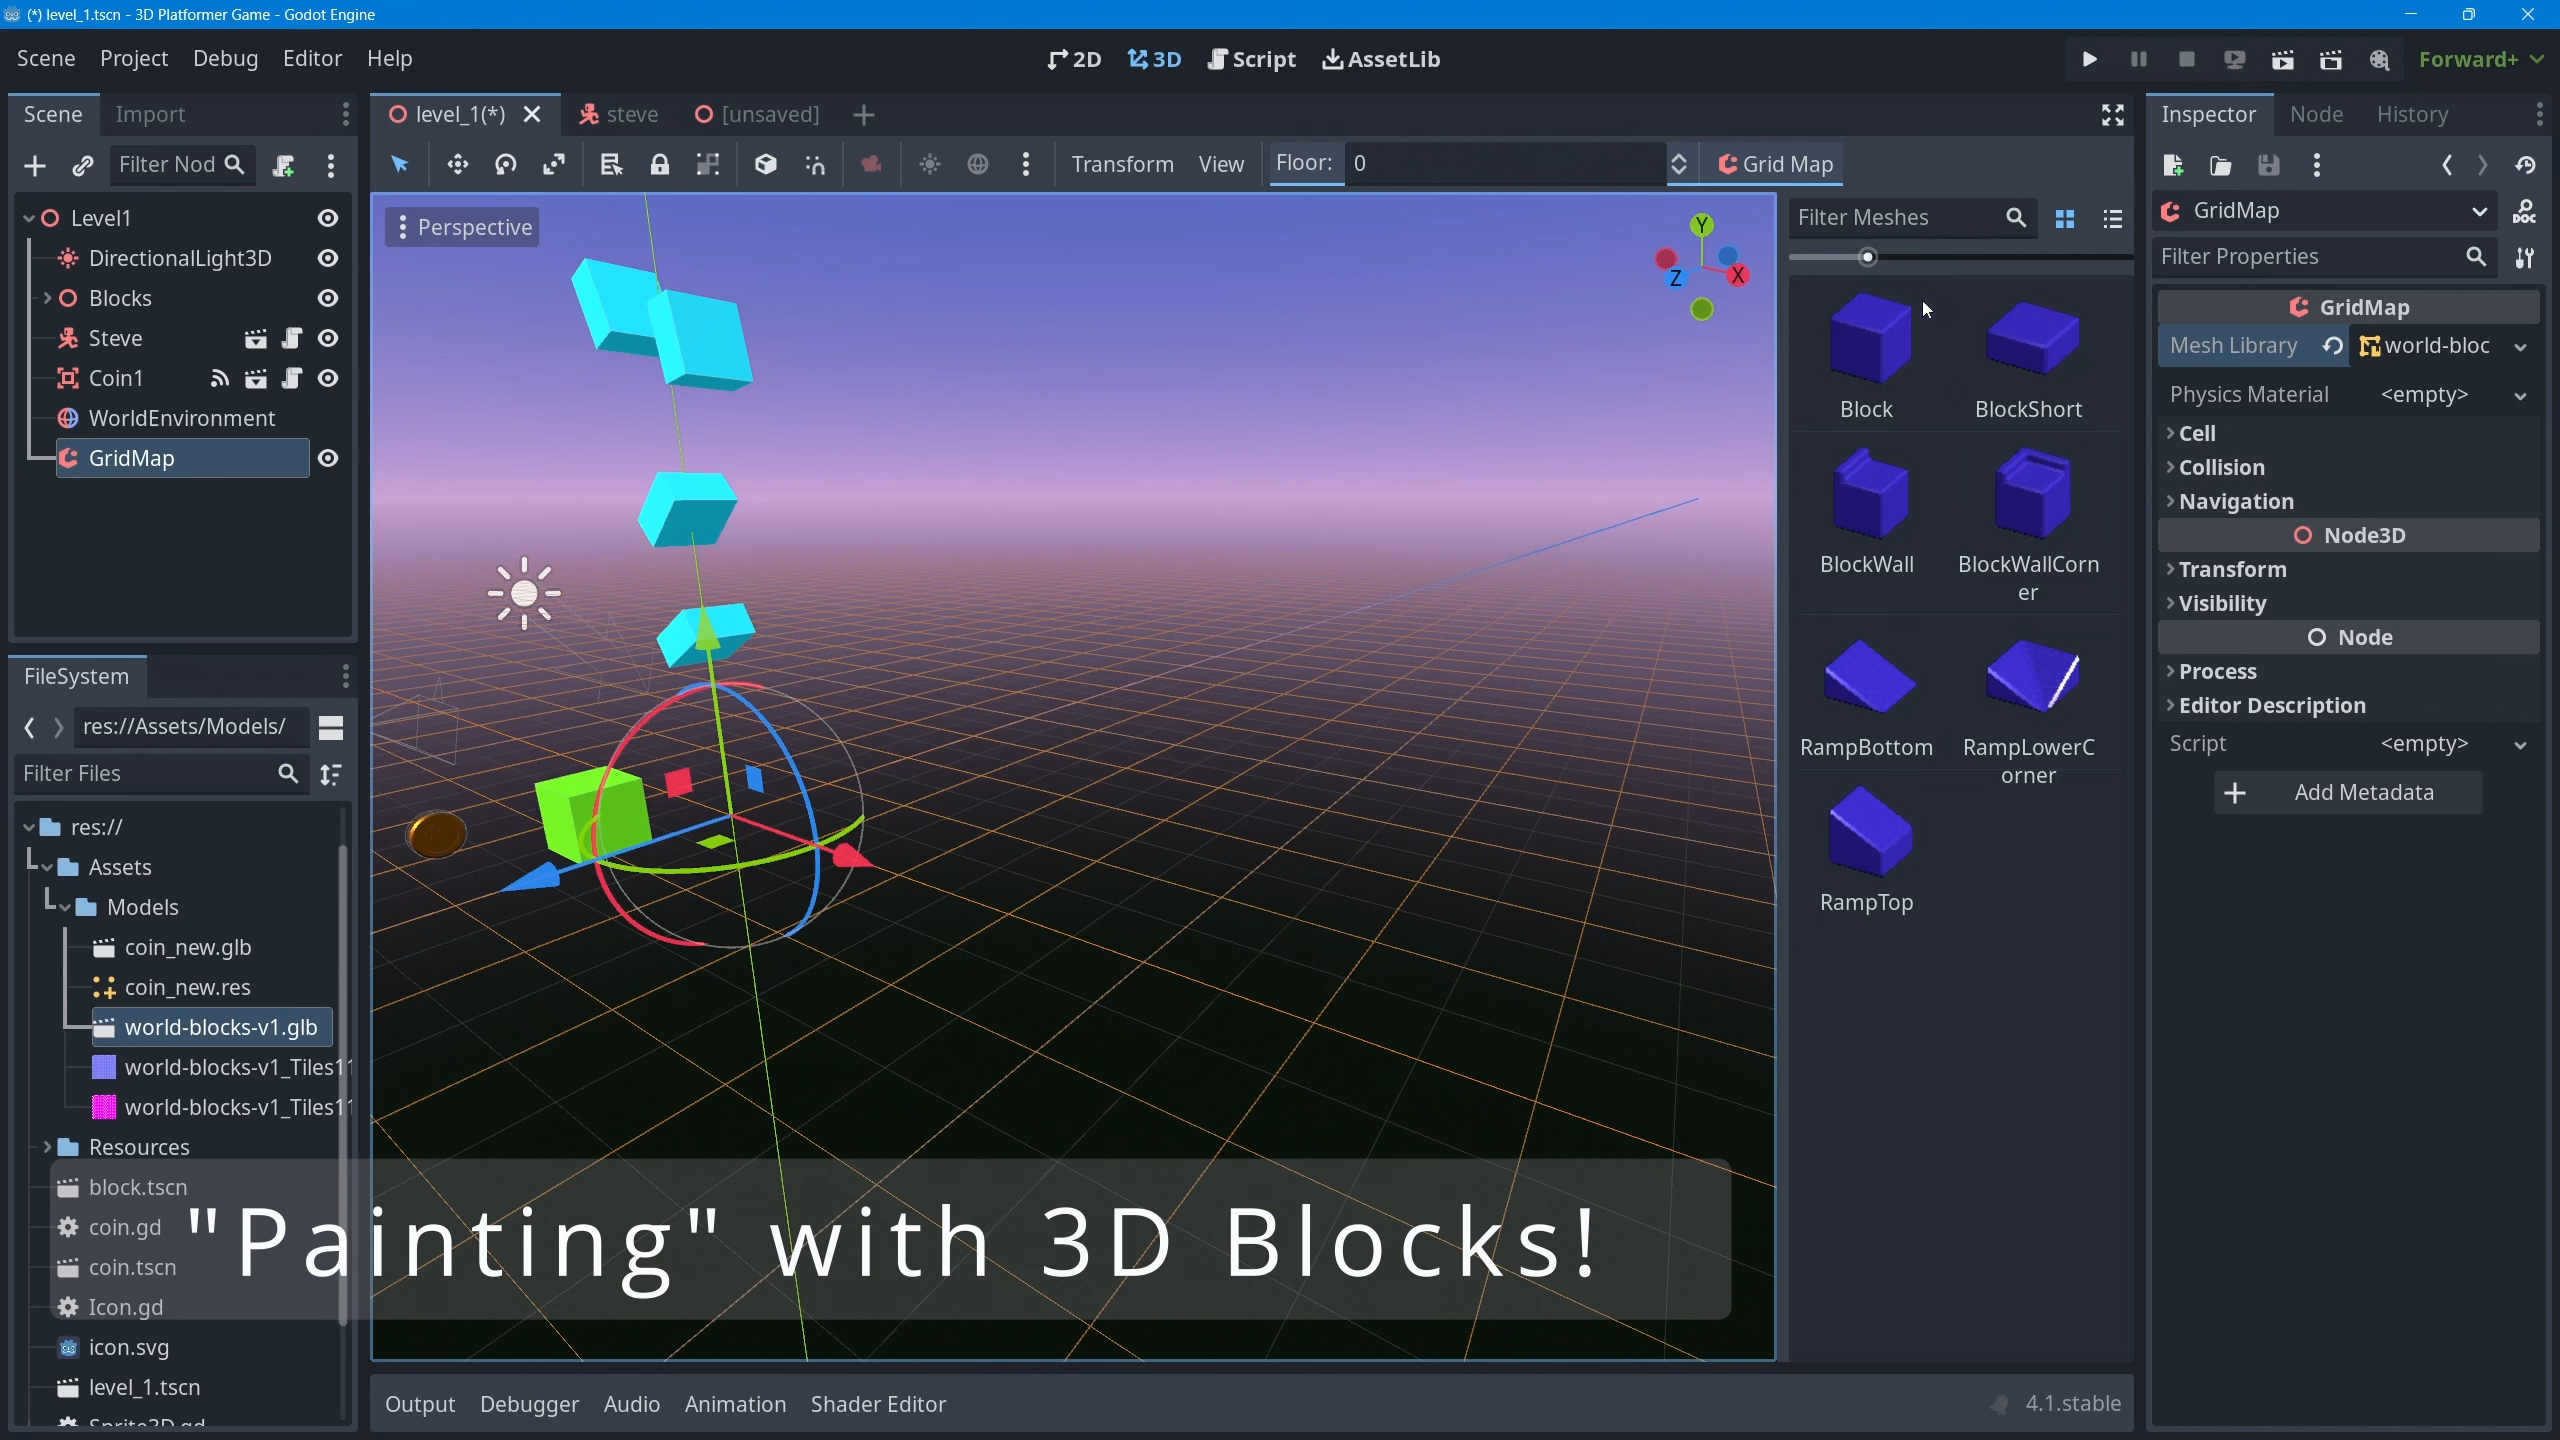 (*) level_1.tscn - 3D Platformer Game - Godot Engine
Scene Project Debug Editor Help
2D 3D Script AssetLib
Forward+
Scene Import
level_1(*) steve [unsaved]
Inspector Node History
Filter Nod
Transform View Floor: 0 Grid Map
Level1
DirectionalLight3D
Blocks
Steve
Coin1
WorldEnvironment
GridMap
Perspective
Y
X
Z
Filter Meshes
Block
BlockShort
BlockWall
BlockWallCorn
er
RampBottom
RampLowerC
orner
RampTop
GridMap
Filter Properties
GridMap
Mesh Library world-bloc
Physics Material <empty>
Cell
Collision
Navigation
Node3D
Transform
Visibility
Node
Process
Editor Description
Script <empty>
Add Metadata
FileSystem
res://Assets/Models/
Filter Files
res://
Assets
Models
coin_new.glb
coin_new.res
world-blocks-v1.glb
world-blocks-v1_Tiles11
world-blocks-v1_Tiles11
Resources
block.tscn
coin.gd
coin.tscn
Icon.gd
icon.svg
level_1.tscn
Sprite3D.gd
"Painting" with 3D Blocks!
Output Debugger Audio Animation Shader Editor
4.1.stable